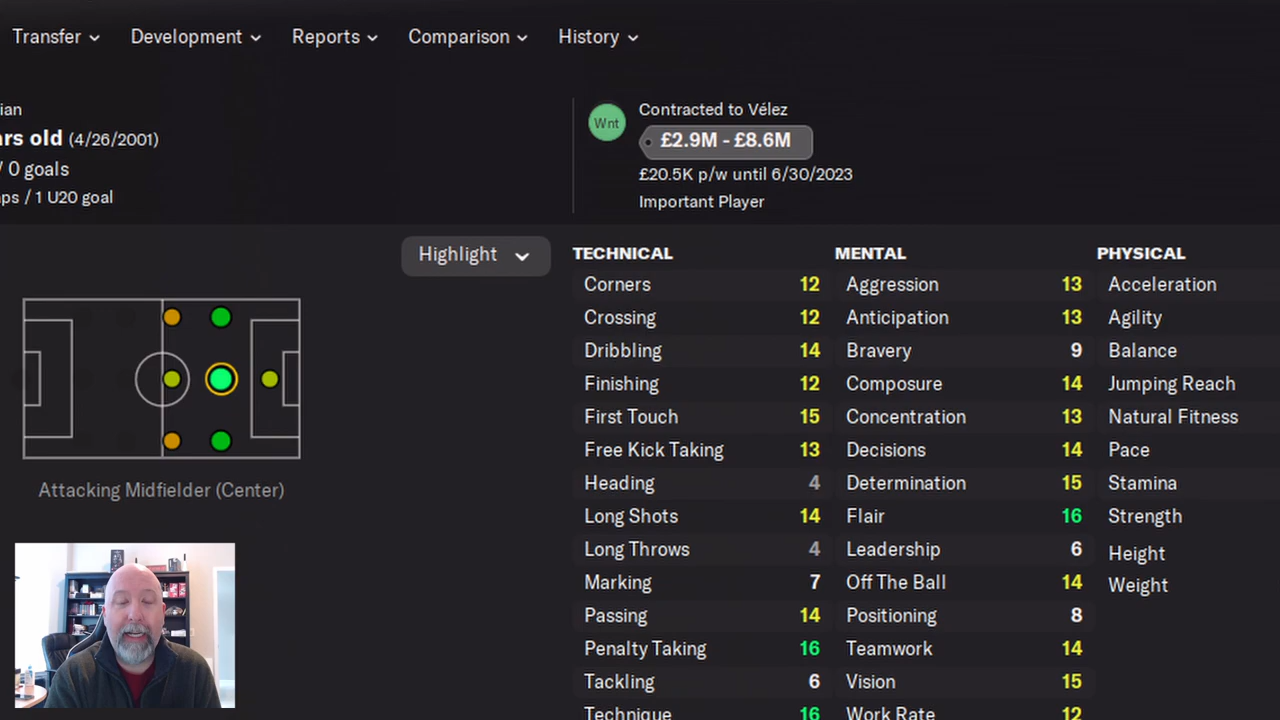 Transfer Development Reports Comparison History
ian
ars old (4/26/2001)
/ 0 goals
aps / 1 U20 goal
Wnt
Contracted to Vélez
£2.9M - £8.6M
£20.5K p/w until 6/30/2023
Important Player
Highlight
Attacking Midfielder (Center)
TECHNICAL
Corners 12
Crossing 12
Dribbling 14
Finishing 12
First Touch 15
Free Kick Taking 13
Heading 4
Long Shots 14
Long Throws 4
Marking 7
Passing 14
Penalty Taking 16
Tackling 6
Technique 16
MENTAL
Aggression 13
Anticipation 13
Bravery 9
Composure 14
Concentration 13
Decisions 14
Determination 15
Flair 16
Leadership 6
Off The Ball 14
Positioning 8
Teamwork 14
Vision 15
Work Rate 12
PHYSICAL
Acceleration
Agility
Balance
Jumping Reach
Natural Fitness
Pace
Stamina
Strength
Height
Weight